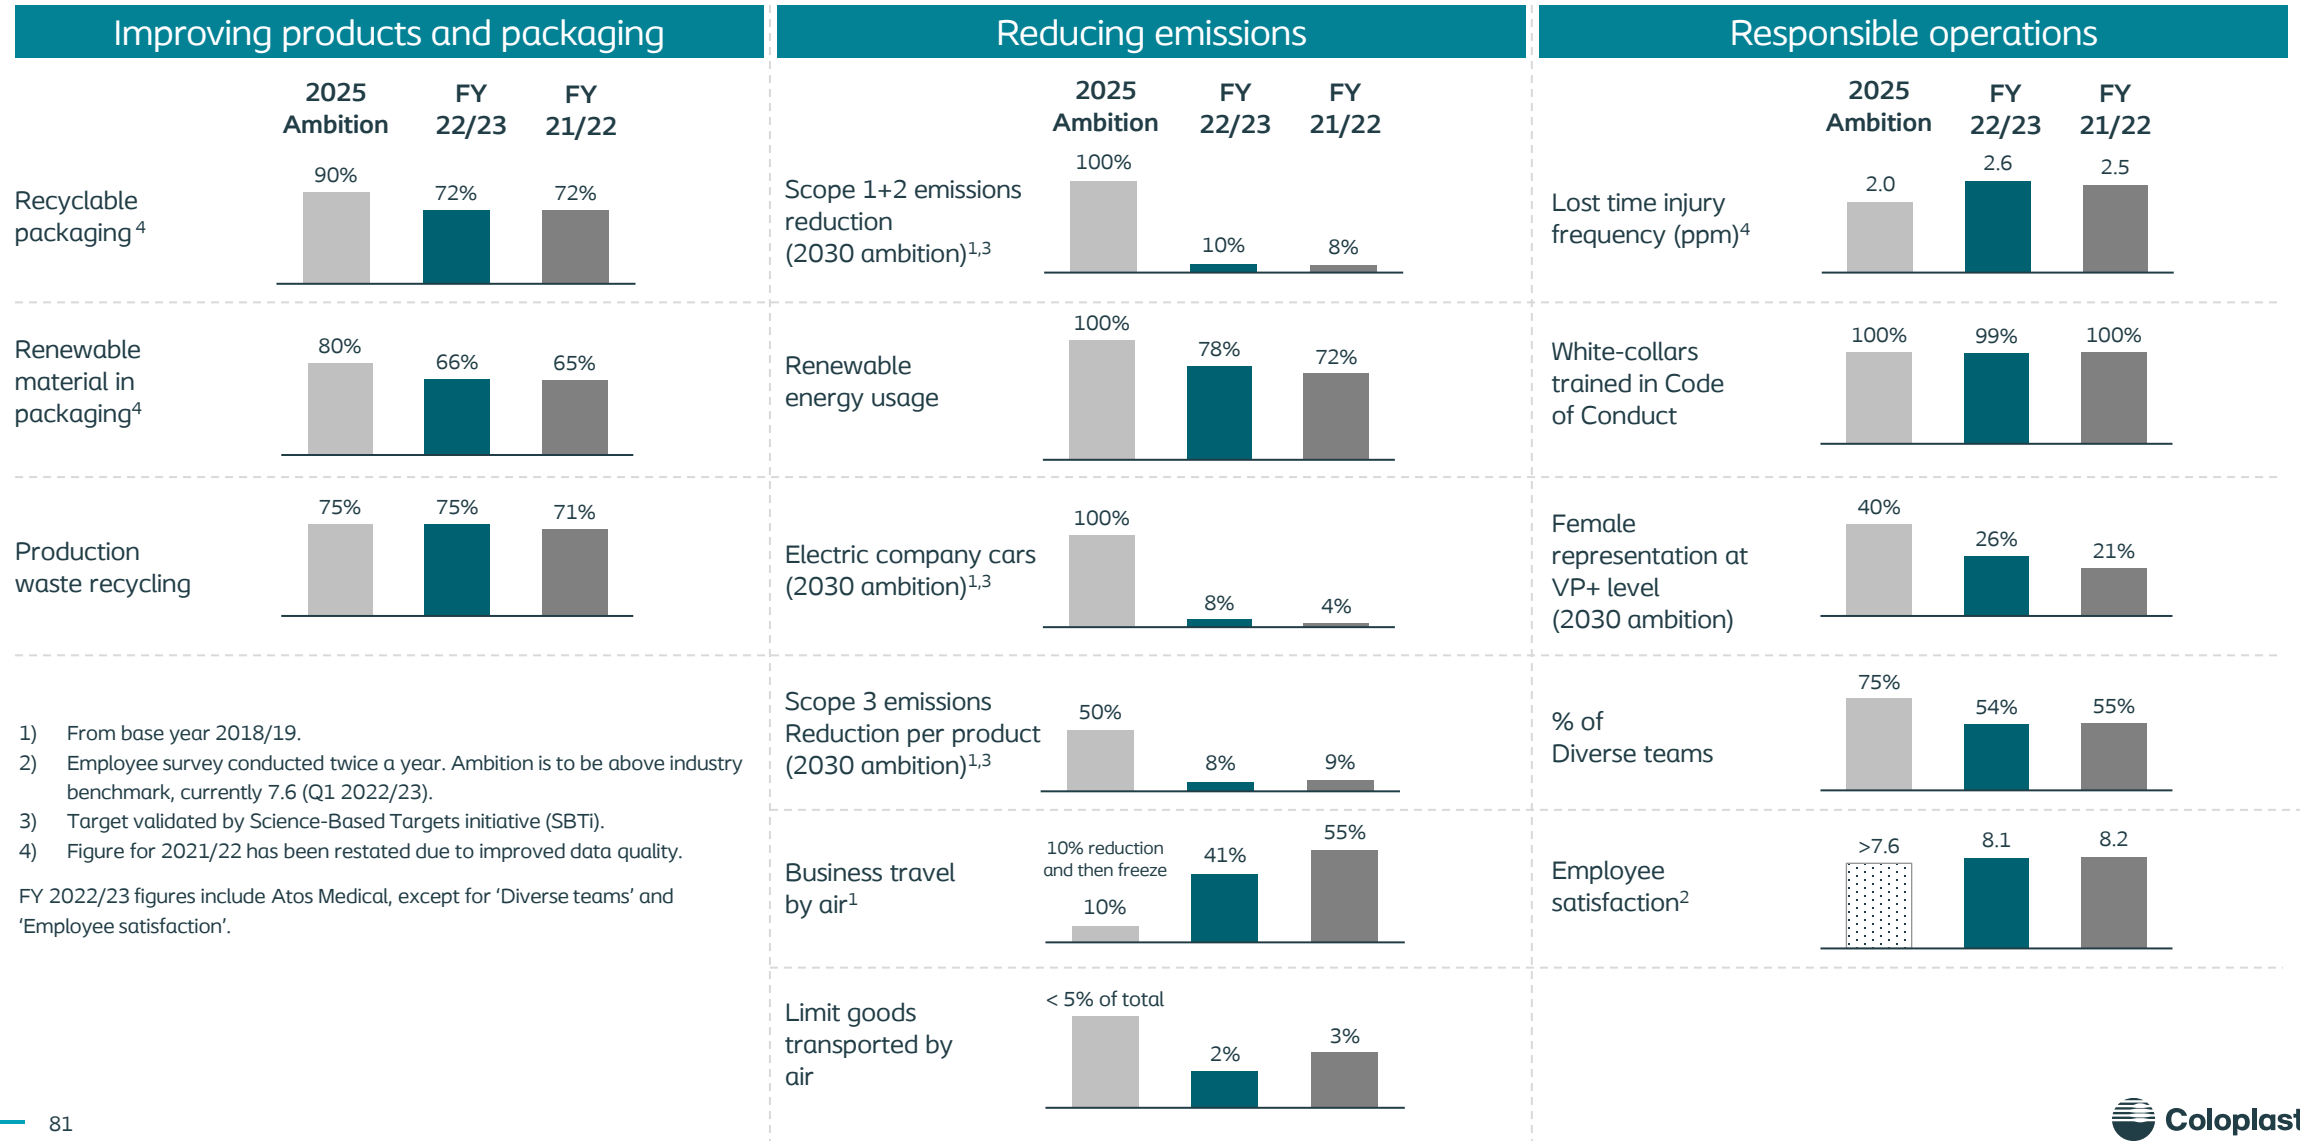 Improving products and packaging
2025
Ambition
FY
22/23
FY
21/22
Recyclable
packaging 4
90%
72%
72%
Renewable
material in
packaging4
80%
66%
65%
Production
waste recycling
75%
75%
71%
1) From base year 2018/19.
2) Employee survey conducted twice a year. Ambition is to be above industry
benchmark, currently 7.6 (Q1 2022/23).
3) Target validated by Science-Based Targets initiative (SBTi).
4) Figure for 2021/22 has been restated due to improved data quality.
FY 2022/23 figures include Atos Medical, except for ‘Diverse teams’ and
‘Employee satisfaction’.
Reducing emissions
2025
Ambition
FY
22/23
FY
21/22
Scope 1+2 emissions
reduction
(2030 ambition)1,3
100%
10%
8%
Renewable
energy usage
100%
78%
72%
Electric company cars
(2030 ambition)1,3
100%
8%
4%
Scope 3 emissions
Reduction per product
(2030 ambition)1,3
50%
8%
9%
Business travel
by air1
10% reduction
and then freeze
10%
41%
55%
Limit goods
transported by
air
< 5% of total
2%
3%
Responsible operations
2025
Ambition
FY
22/23
FY
21/22
Lost time injury
frequency (ppm)4
2.0
2.6
2.5
White-collars
trained in Code
of Conduct
100%
99%
100%
Female
representation at
VP+ level
(2030 ambition)
40%
26%
21%
% of
Diverse teams
75%
54%
55%
Employee
satisfaction2
>7.6
8.1
8.2
81
Coloplast